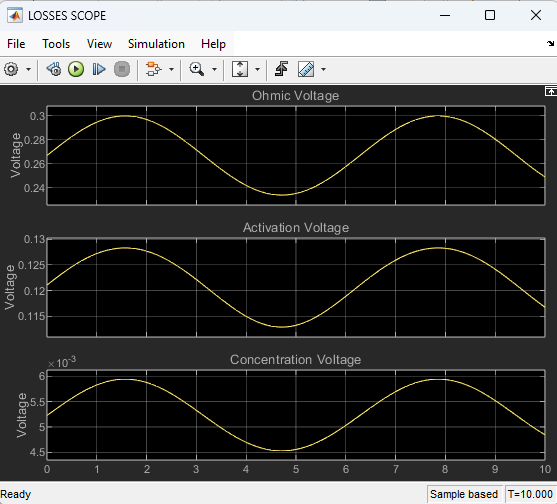 LOSSES SCOPE
File Tools View Simulation Help
Ohmic Voltage
Voltage
0.3
0.28
0.26
0.24
Activation Voltage
Voltage
0.13
0.125
0.12
0.115
Concentration Voltage
×10-3
Voltage
6
5.5
5
4.5
0 1 2 3 4 5 6 7 8 9 10
Ready Sample based T=10.000